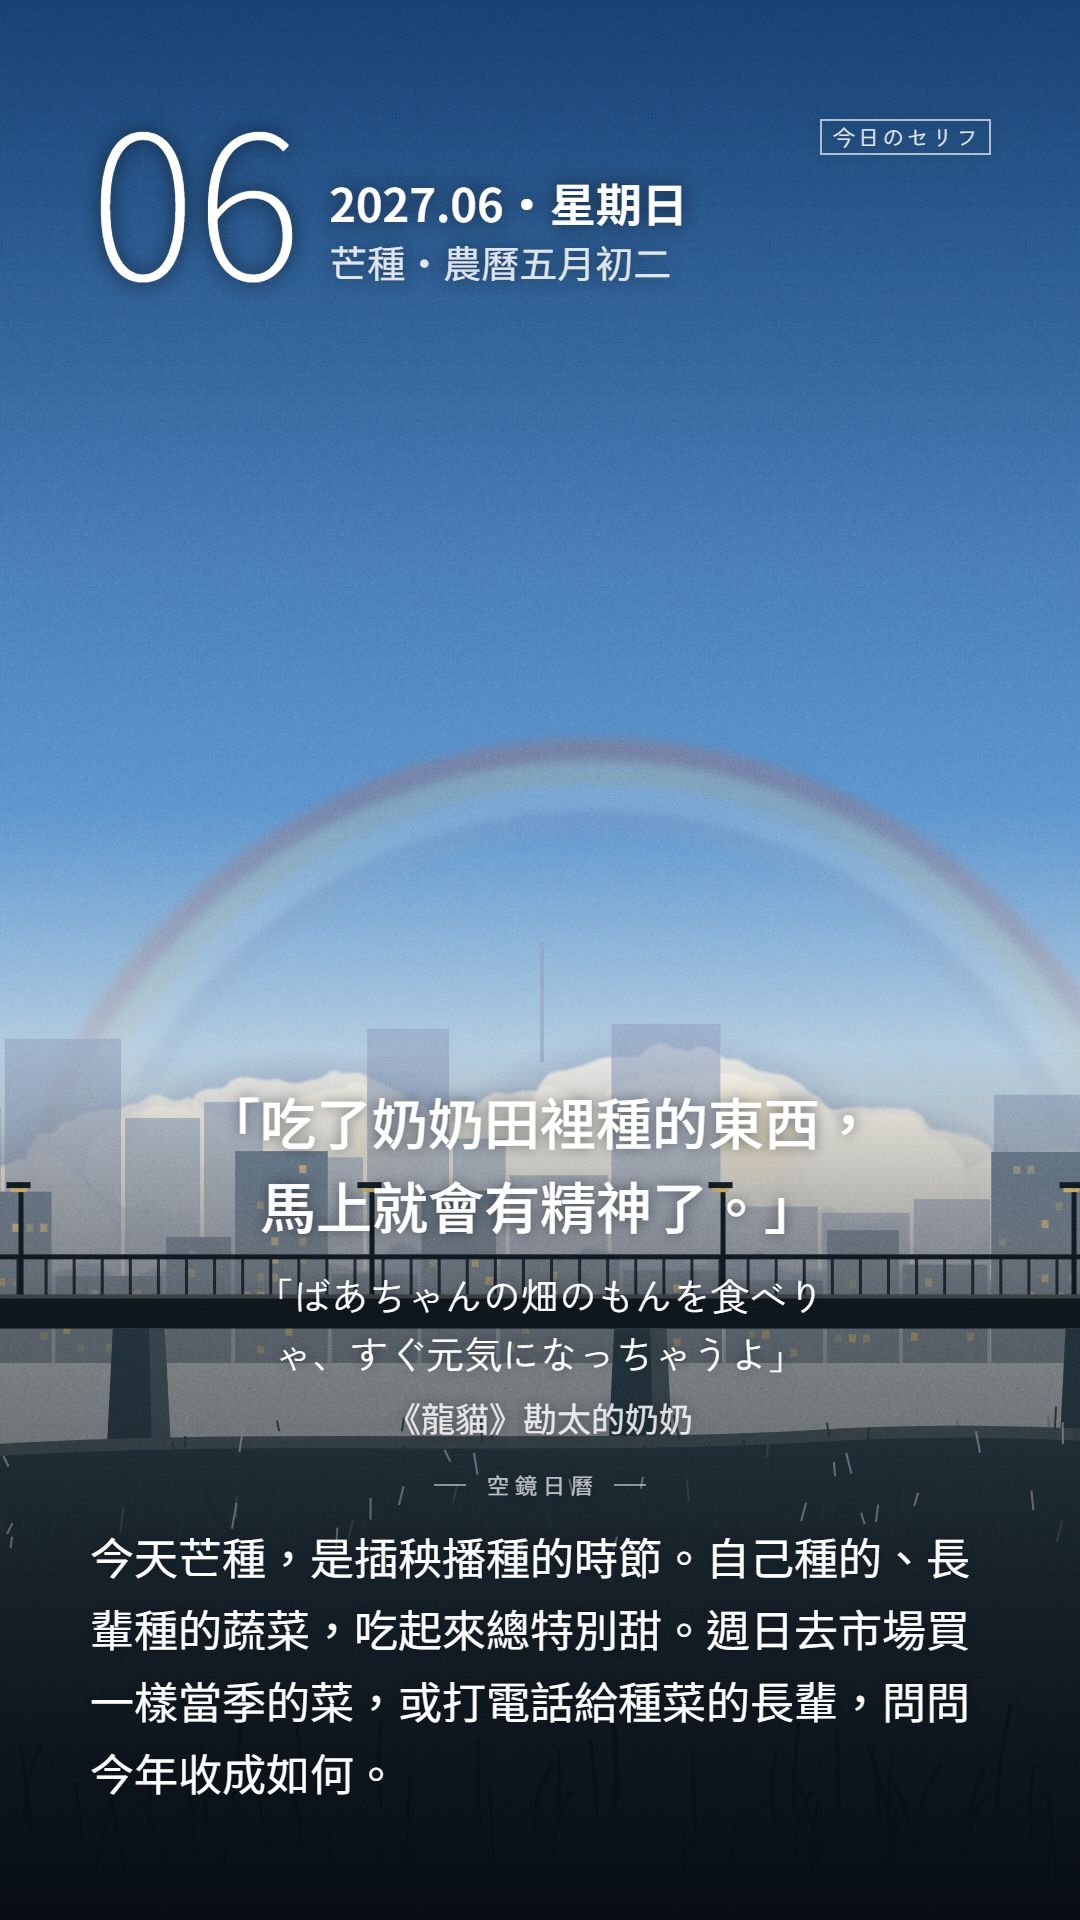 06
今日のセリフ
2027.06・星期日
芒種・農曆五月初二
「吃了奶奶田裡種的東西，
馬上就會有精神了。」
「ばあちゃんの畑のもんを食べり
ゃ、すぐ元気になっちゃうよ」
《龍貓》勘太的奶奶
空鏡日曆
今天芒種，是插秧播種的時節。自己種的、長
輩種的蔬菜，吃起來總特別甜。週日去市場買
一樣當季的菜，或打電話給種菜的長輩，問問
今年收成如何。